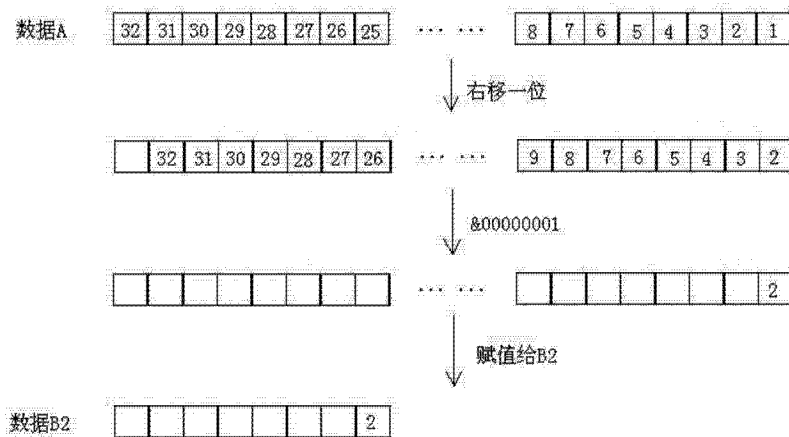 数据A 32 31 30 29 28 27 26 25 ... ... 8 7 6 5 4 3 2 1
右移一位
32 31 30 29 28 27 26 ... ... 9 8 7 6 5 4 3 2
&00000001
... ... 2
赋值给B2
数据B2 2